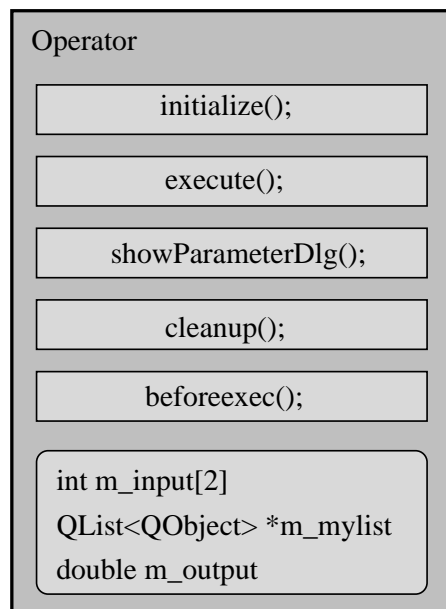 Operator
initialize();
execute();
showParameterDlg();
cleanup();
beforeexec();
int m_input[2]
QList<QObject> *m_mylist
double m_output